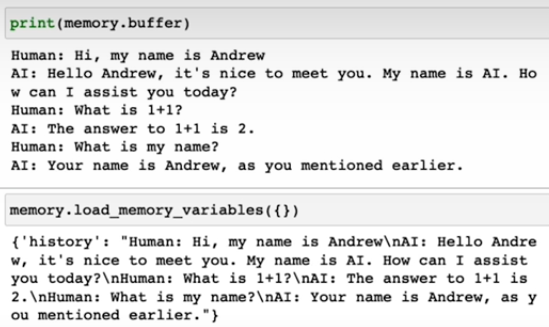 print(memory.buffer)
Human: Hi, my name is Andrew
AI: Hello Andrew, it's nice to meet you. My name is AI. Ho
w can I assist you today?
Human: What is 1+1?
AI: The answer to 1+1 is 2.
Human: What is my name?
AI: Your name is Andrew, as you mentioned earlier.
memory.load_memory_variables({})
{'history': "Human: Hi, my name is Andrew\nAI: Hello Andre
w, it's nice to meet you. My name is AI. How can I assist
you today?\nHuman: What is 1+1?\nAI: The answer to 1+1 is
2.\nHuman: What is my name?\nAI: Your name is Andrew, as y
ou mentioned earlier."}